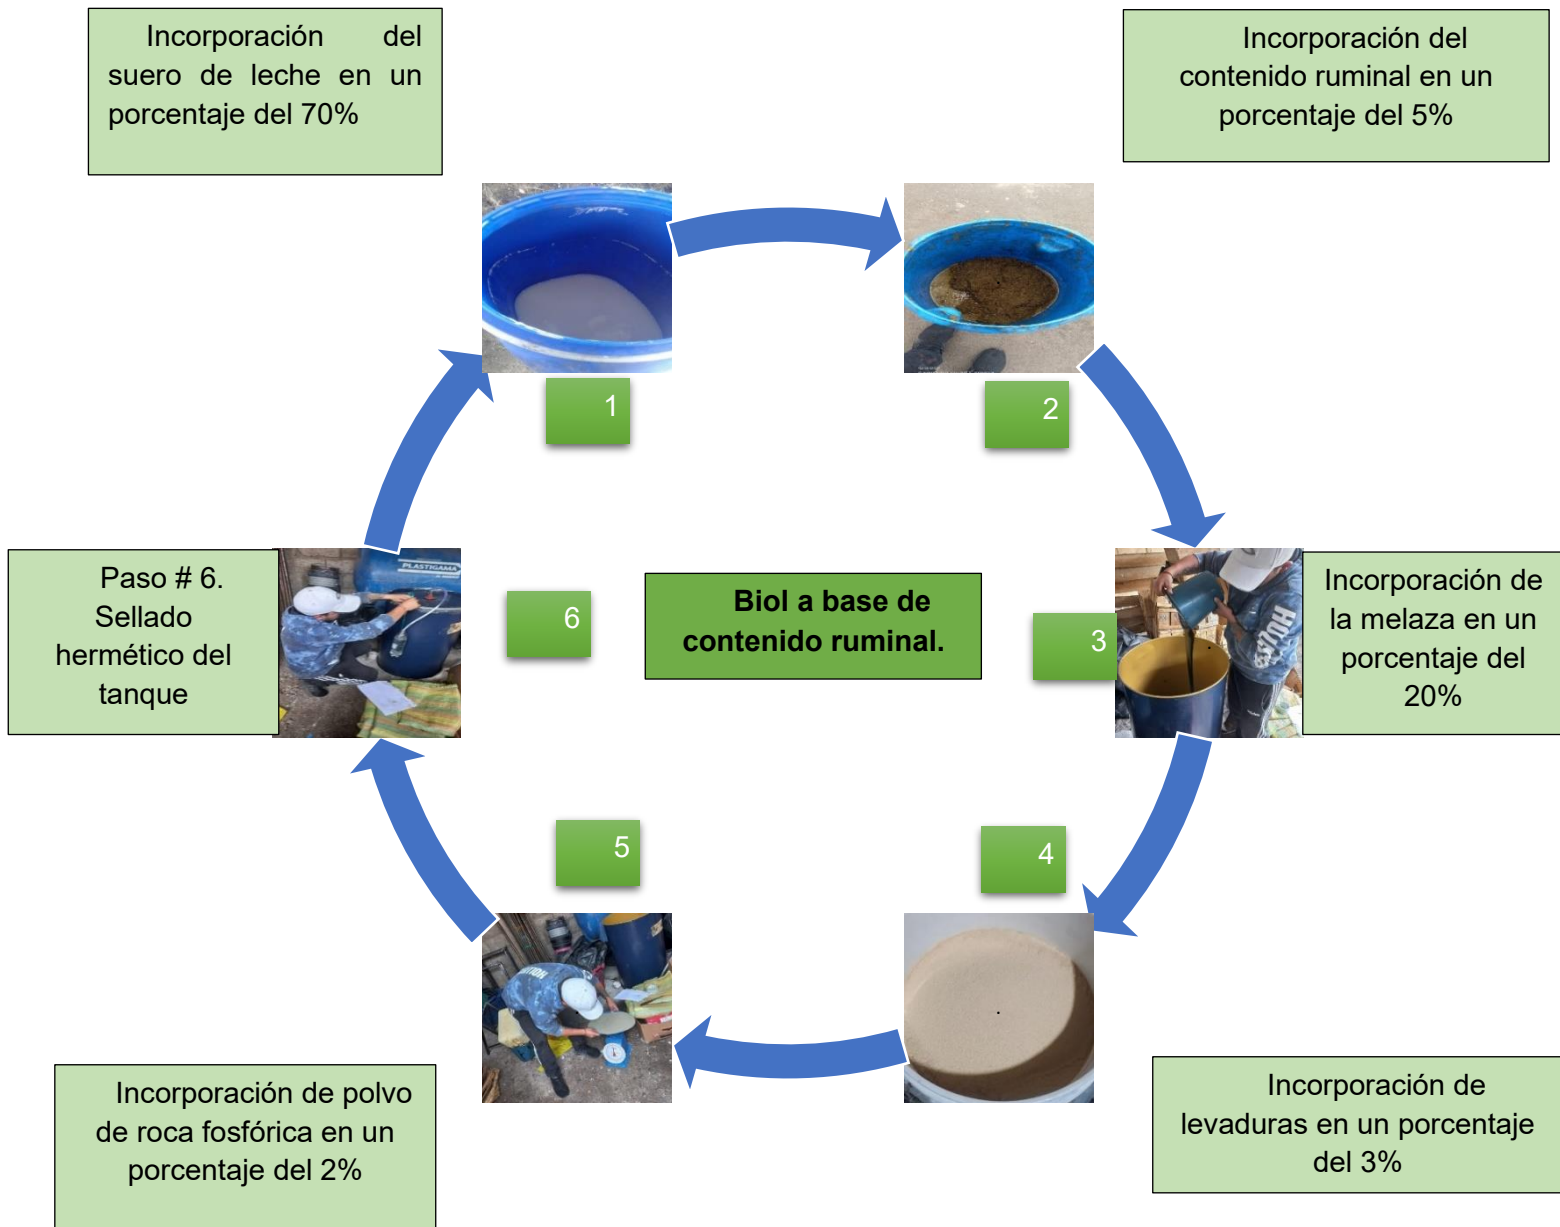 Incorporación del
suero de leche en un
porcentaje del 70%
Incorporación del
contenido ruminal en un
porcentaje del 5%
1
2
Paso # 6.
Sellado
hermético del
tanque
PLASTIGAMA
6
Biol a base de
contenido ruminal.
3
Incorporación de
la melaza en un
porcentaje del
20%
5
4
Incorporación de polvo
de roca fosfórica en un
porcentaje del 2%
Incorporación de
levaduras en un porcentaje
del 3%